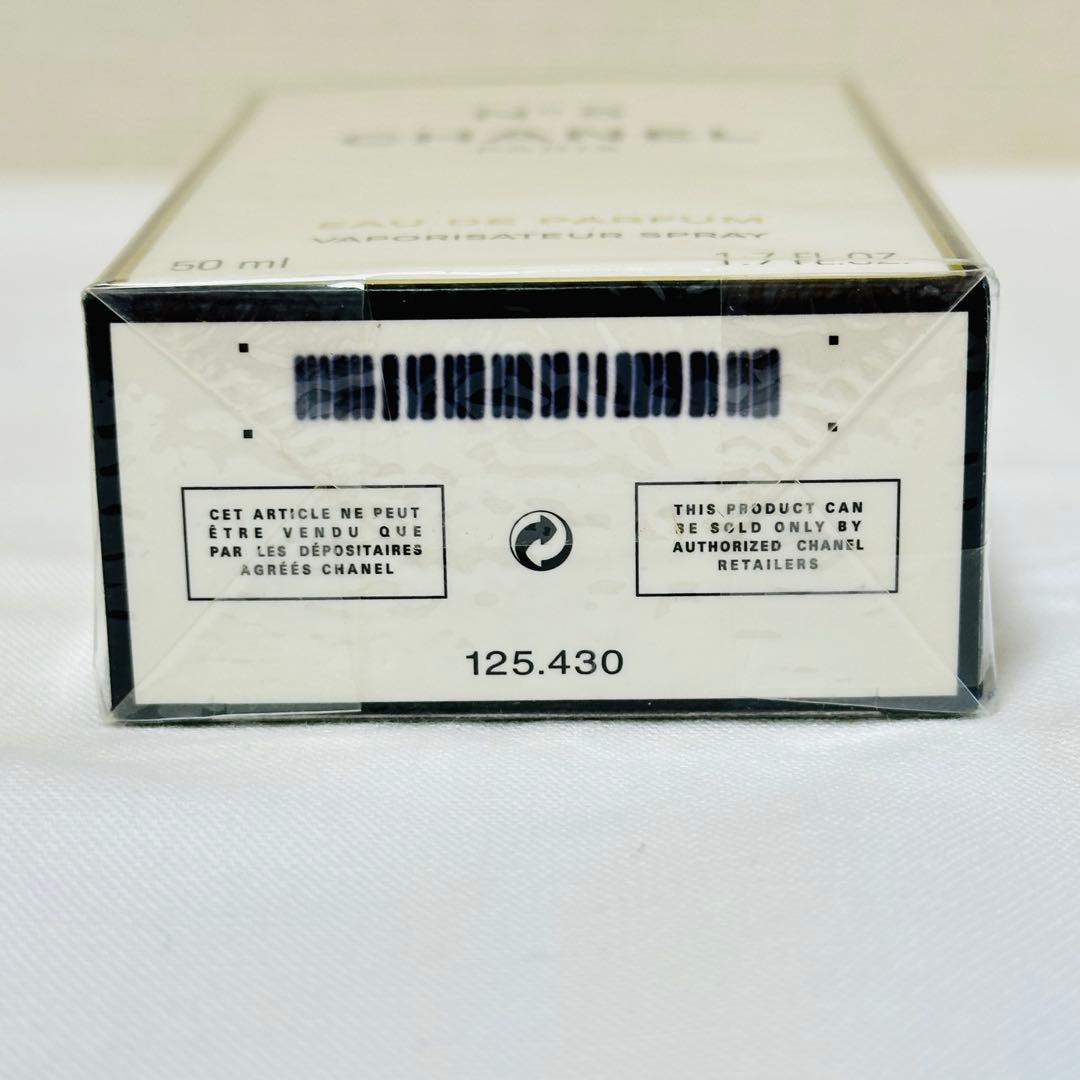 N°5
CHANEL
PARIS
EAU DE PARFUM
VAPORISATEUR SPRAY
50 ml 1.7 FL. OZ.
CET ARTICLE NE PEUT
ÊTRE VENDU QUE
PAR LES DÉPOSITAIRES
AGRÉÉS CHANEL
THIS PRODUCT CAN
BE SOLD ONLY BY
AUTHORIZED CHANEL
RETAILERS
125.430